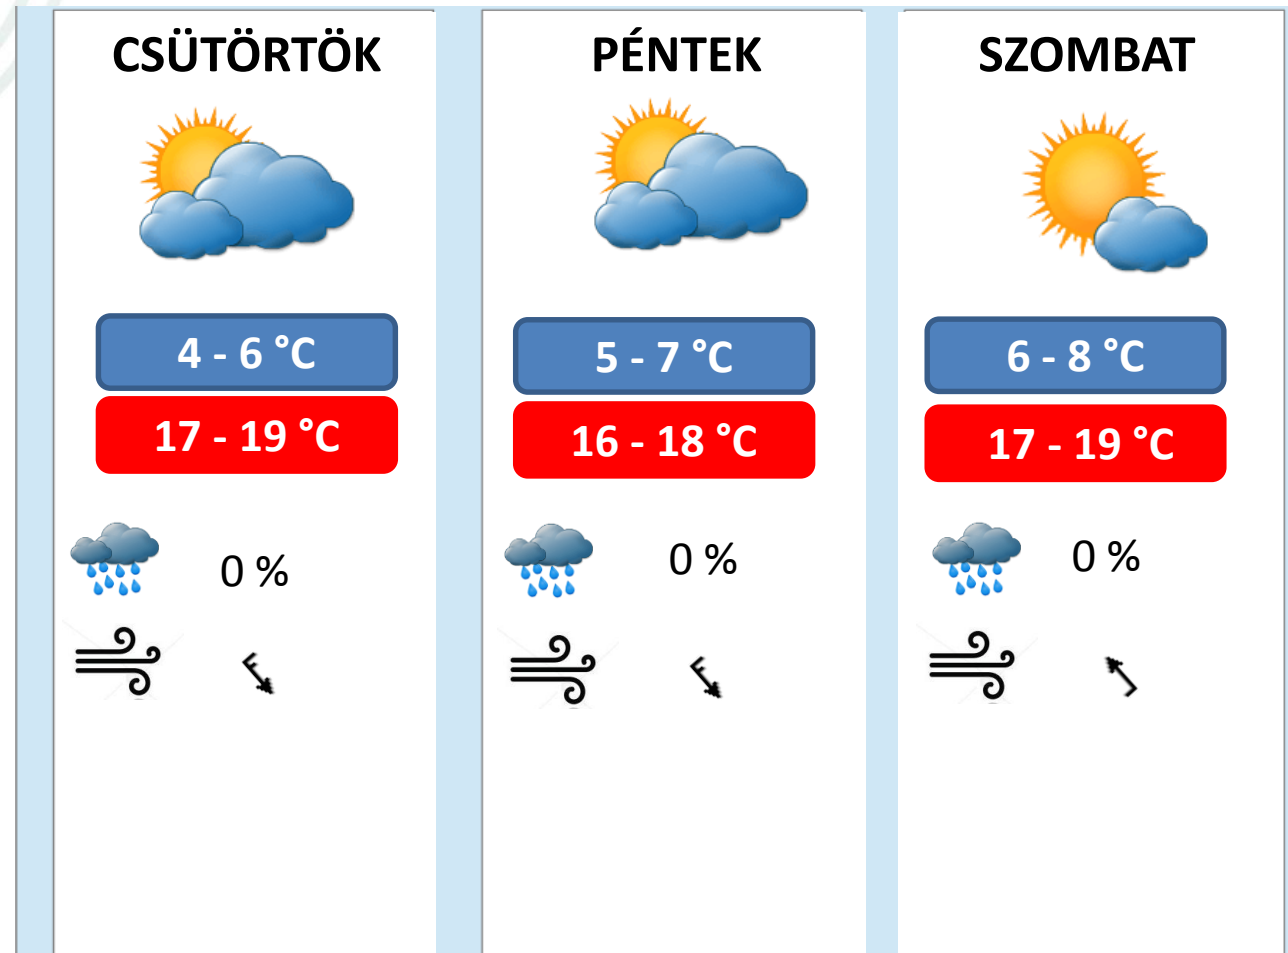 CSÜTÖRTÖK
4 - 6 °C
17 - 19 °C
0 %
PÉNTEK
5 - 7 °C
16 - 18 °C
0 %
SZOMBAT
6 - 8 °C
17 - 19 °C
0 %